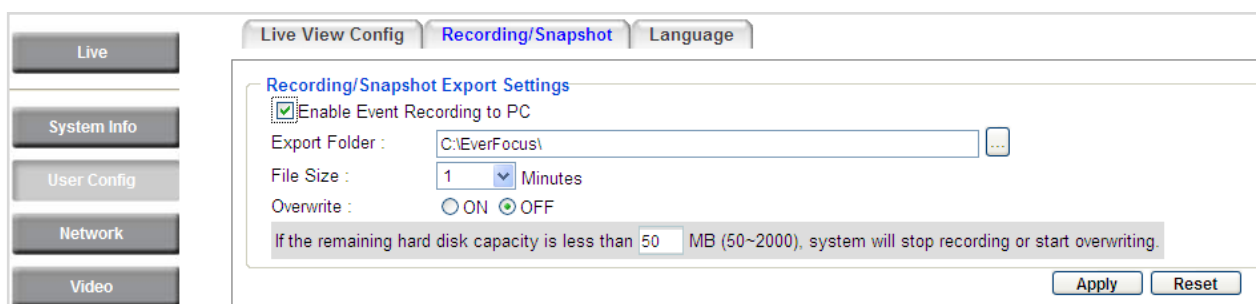 Live View Config Recording/Snapshot Language
Live
System Info
User Config
Network
Video
Recording/Snapshot Export Settings
Enable Event Recording to PC
Export Folder : C:\EverFocus\ ...
File Size : 1 Minutes
Overwrite : ON OFF
If the remaining hard disk capacity is less than 50 MB (50~2000), system will stop recording or start overwriting.
Apply Reset